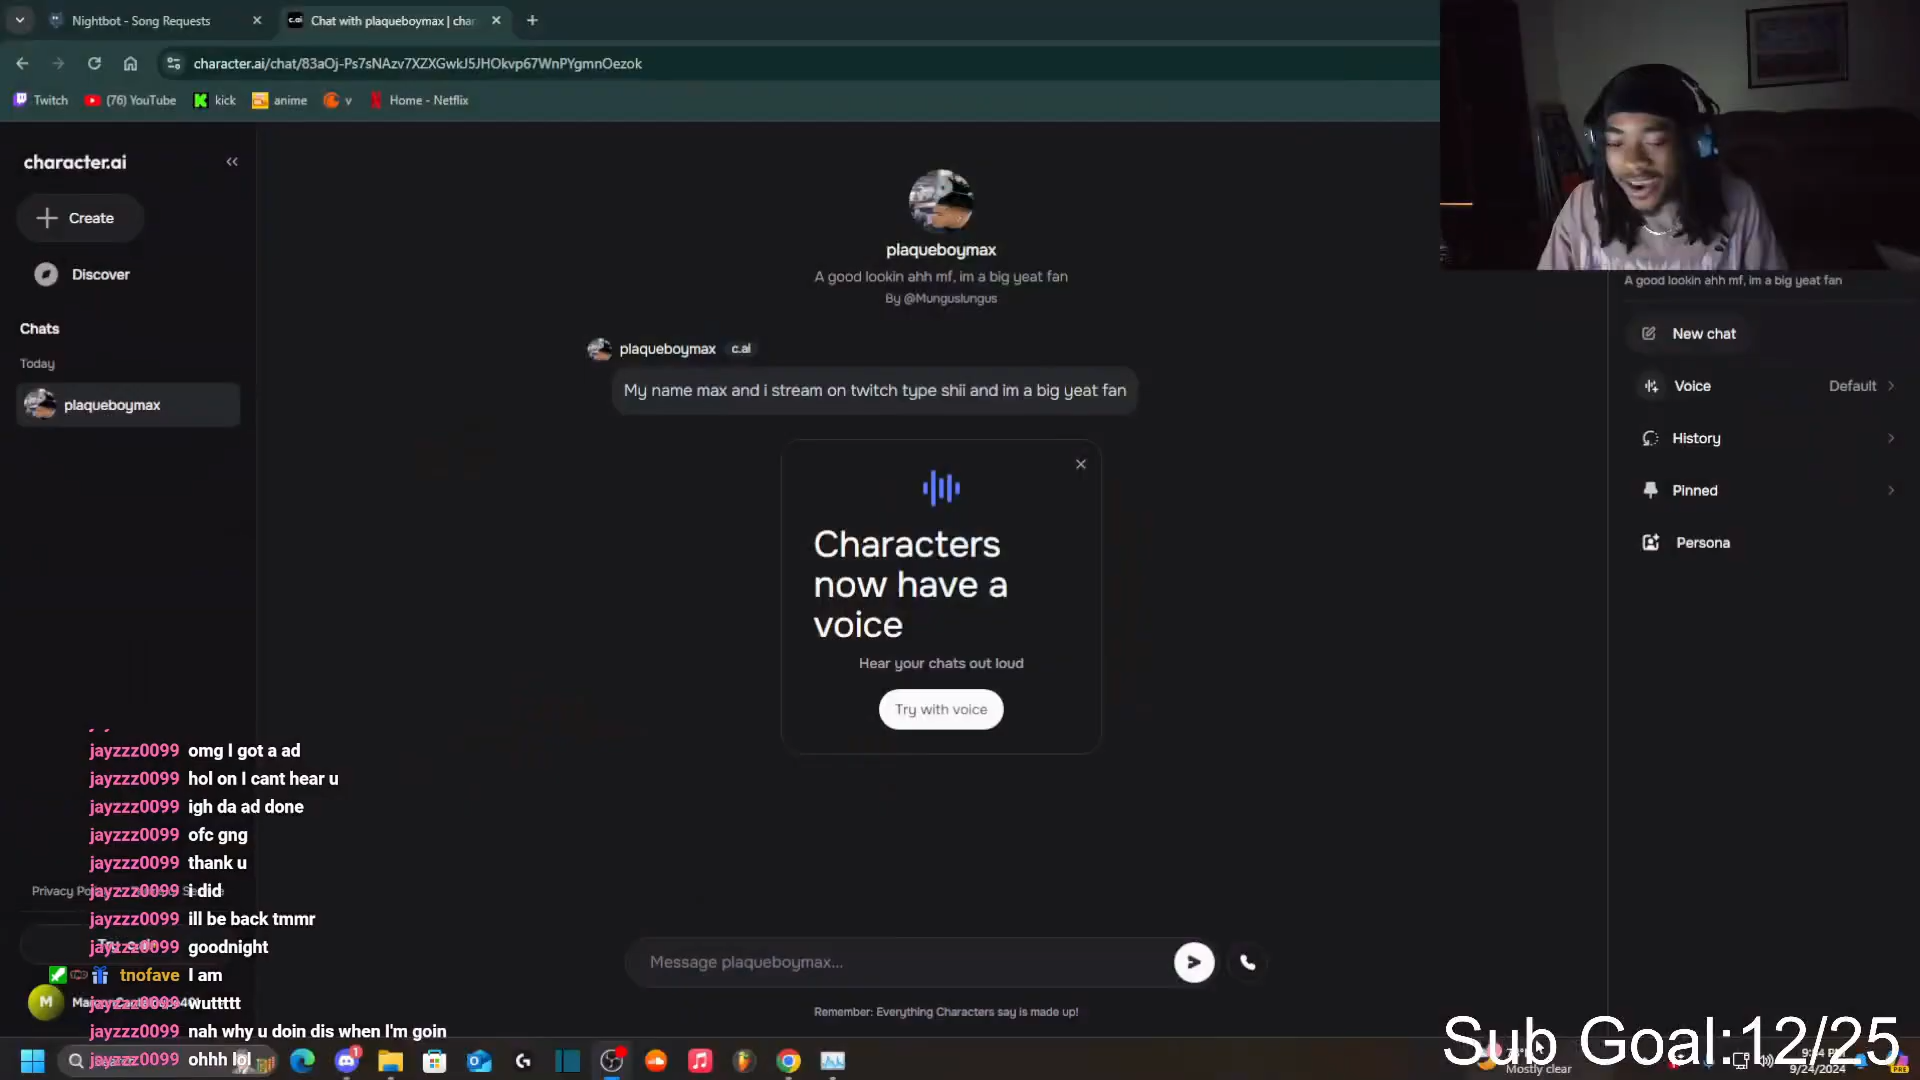 Nightbot - Song Requests
c.ai Chat with plaqueboymax | char
character.ai/chat/83aOj-Ps7sNAzv7XZXGwkJ5JHOkvp67WnPYgmnOezok
Twitch
(76) YouTube
kick
anime
v
Home - Netflix
character.ai
Create
Discover
Chats
Today
plaqueboymax
plaqueboymax
A good lookin ahh mf, im a big yeat fan
By @Munguslungus
plaqueboymax c.ai
My name max and i stream on twitch type shii and im a big yeat fan
Characters
now have a
voice
Hear your chats out loud
Try with voice
A good lookin ahh mf, im a big yeat fan
New chat
Voice Default
History
Pinned
Persona
jayzzz0099 omg I got a ad
jayzzz0099 hol on I cant hear u
jayzzz0099 igh da ad done
jayzzz0099 ofc gng
jayzzz0099 thank u
Privacy
jayzzz0099 i did
jayzzz0099 ill be back tmmr
jayzzz0099 goodnight
tnofave I am
M
jayzzz0099 wuttttt
jayzzz0099 nah why u doin dis when I'm goin
jayzzz0099 ohhh lol
Message plaqueboymax...
Remember: Everything Characters say is made up!
Sub Goal:12/25
Mostly clear
9/24/2024